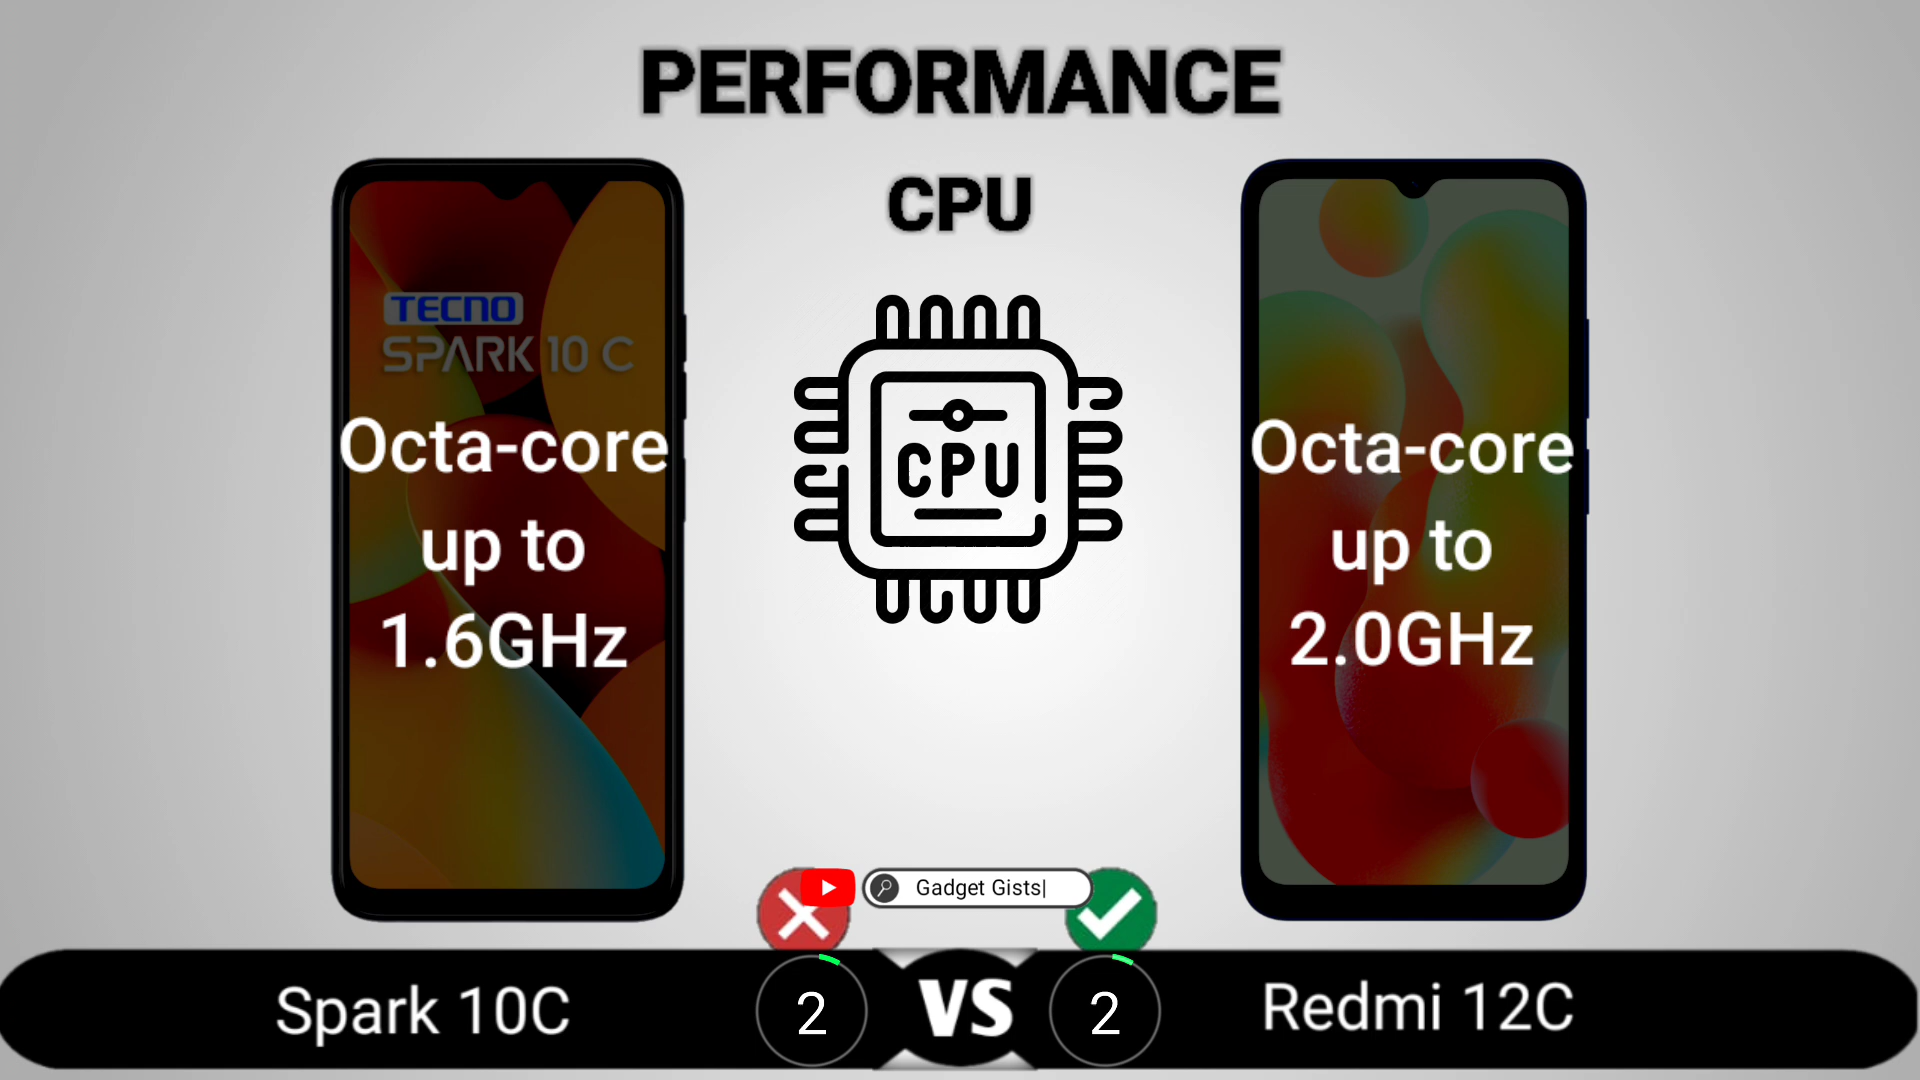 PERFORMANCE
CPU
TECNO
SPARK 10 C
Octa-core
up to
1.6GHz
CPU
Octa-core
up to
2.0GHz
Gadget Gists|
Spark 10C
2
VS
2
Redmi 12C